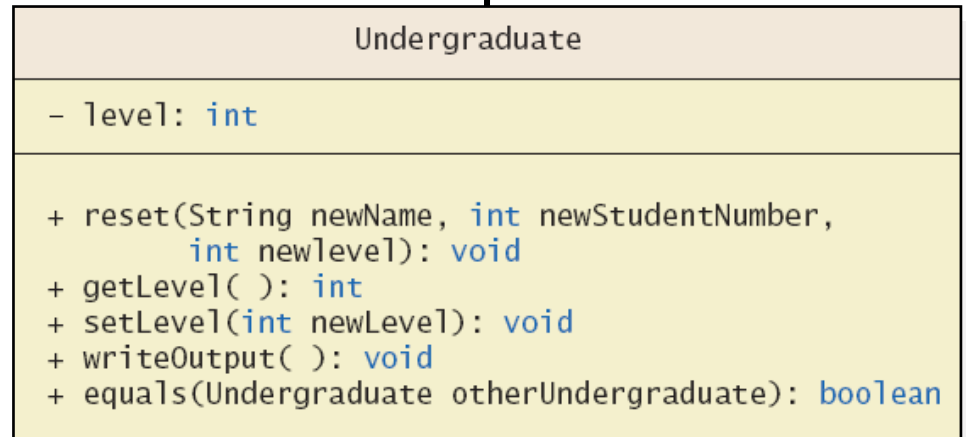 Undergraduate
– level: int
+ reset(String newName, int newStudentNumber,
int newlevel): void
+ getLevel( ): int
+ setLevel(int newLevel): void
+ writeOutput( ): void
+ equals(Undergraduate otherUndergraduate): boolean